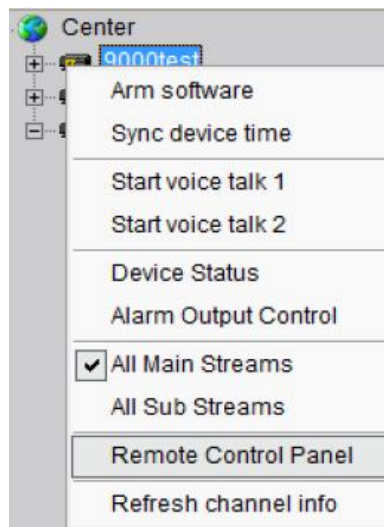 Center
9000test
Arm software
Sync device time
Start voice talk 1
Start voice talk 2
Device Status
Alarm Output Control
All Main Streams
All Sub Streams
Remote Control Panel
Refresh channel info